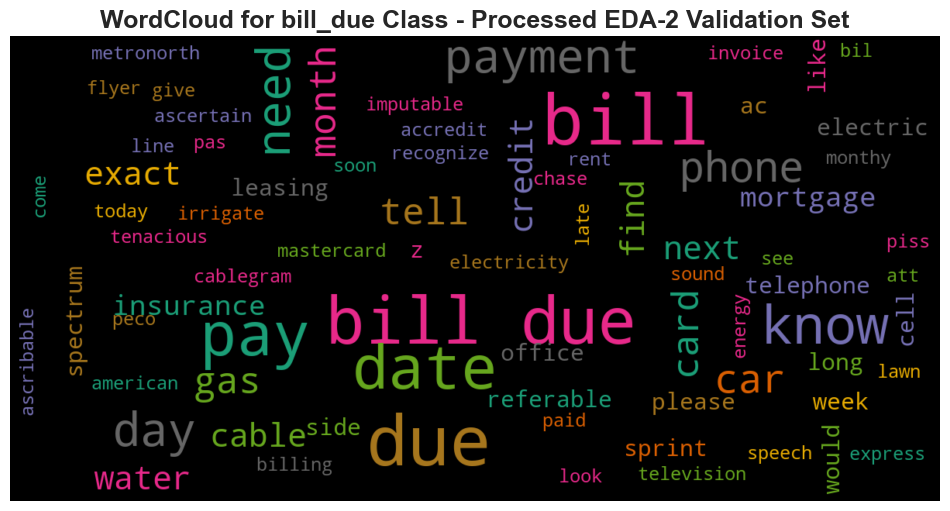 WordCloud for bill_due Class - Processed EDA-2 Validation Set
metronorth
need
month
payment
invoice
like
bil
flyer
give
imputable
bill
ac
ascertain
accredit
credit
electric
line
pas
recognize
rent
phone
monthy
soon
exact
leasing
chase
mortgage
come
today
irrigate
tell
late
find
tenacious
mastercard
z
electricity
next
see
piss
cablegram
sound
att
spectrum
insurance
telephone
peco
pay
bill due
card
energy
know
cell
ascribable
date
office
long
lawn
american
gas
referable
car
please
week
day
cable
side
due
paid
sprint
speech
would
express
billing
water
look
television